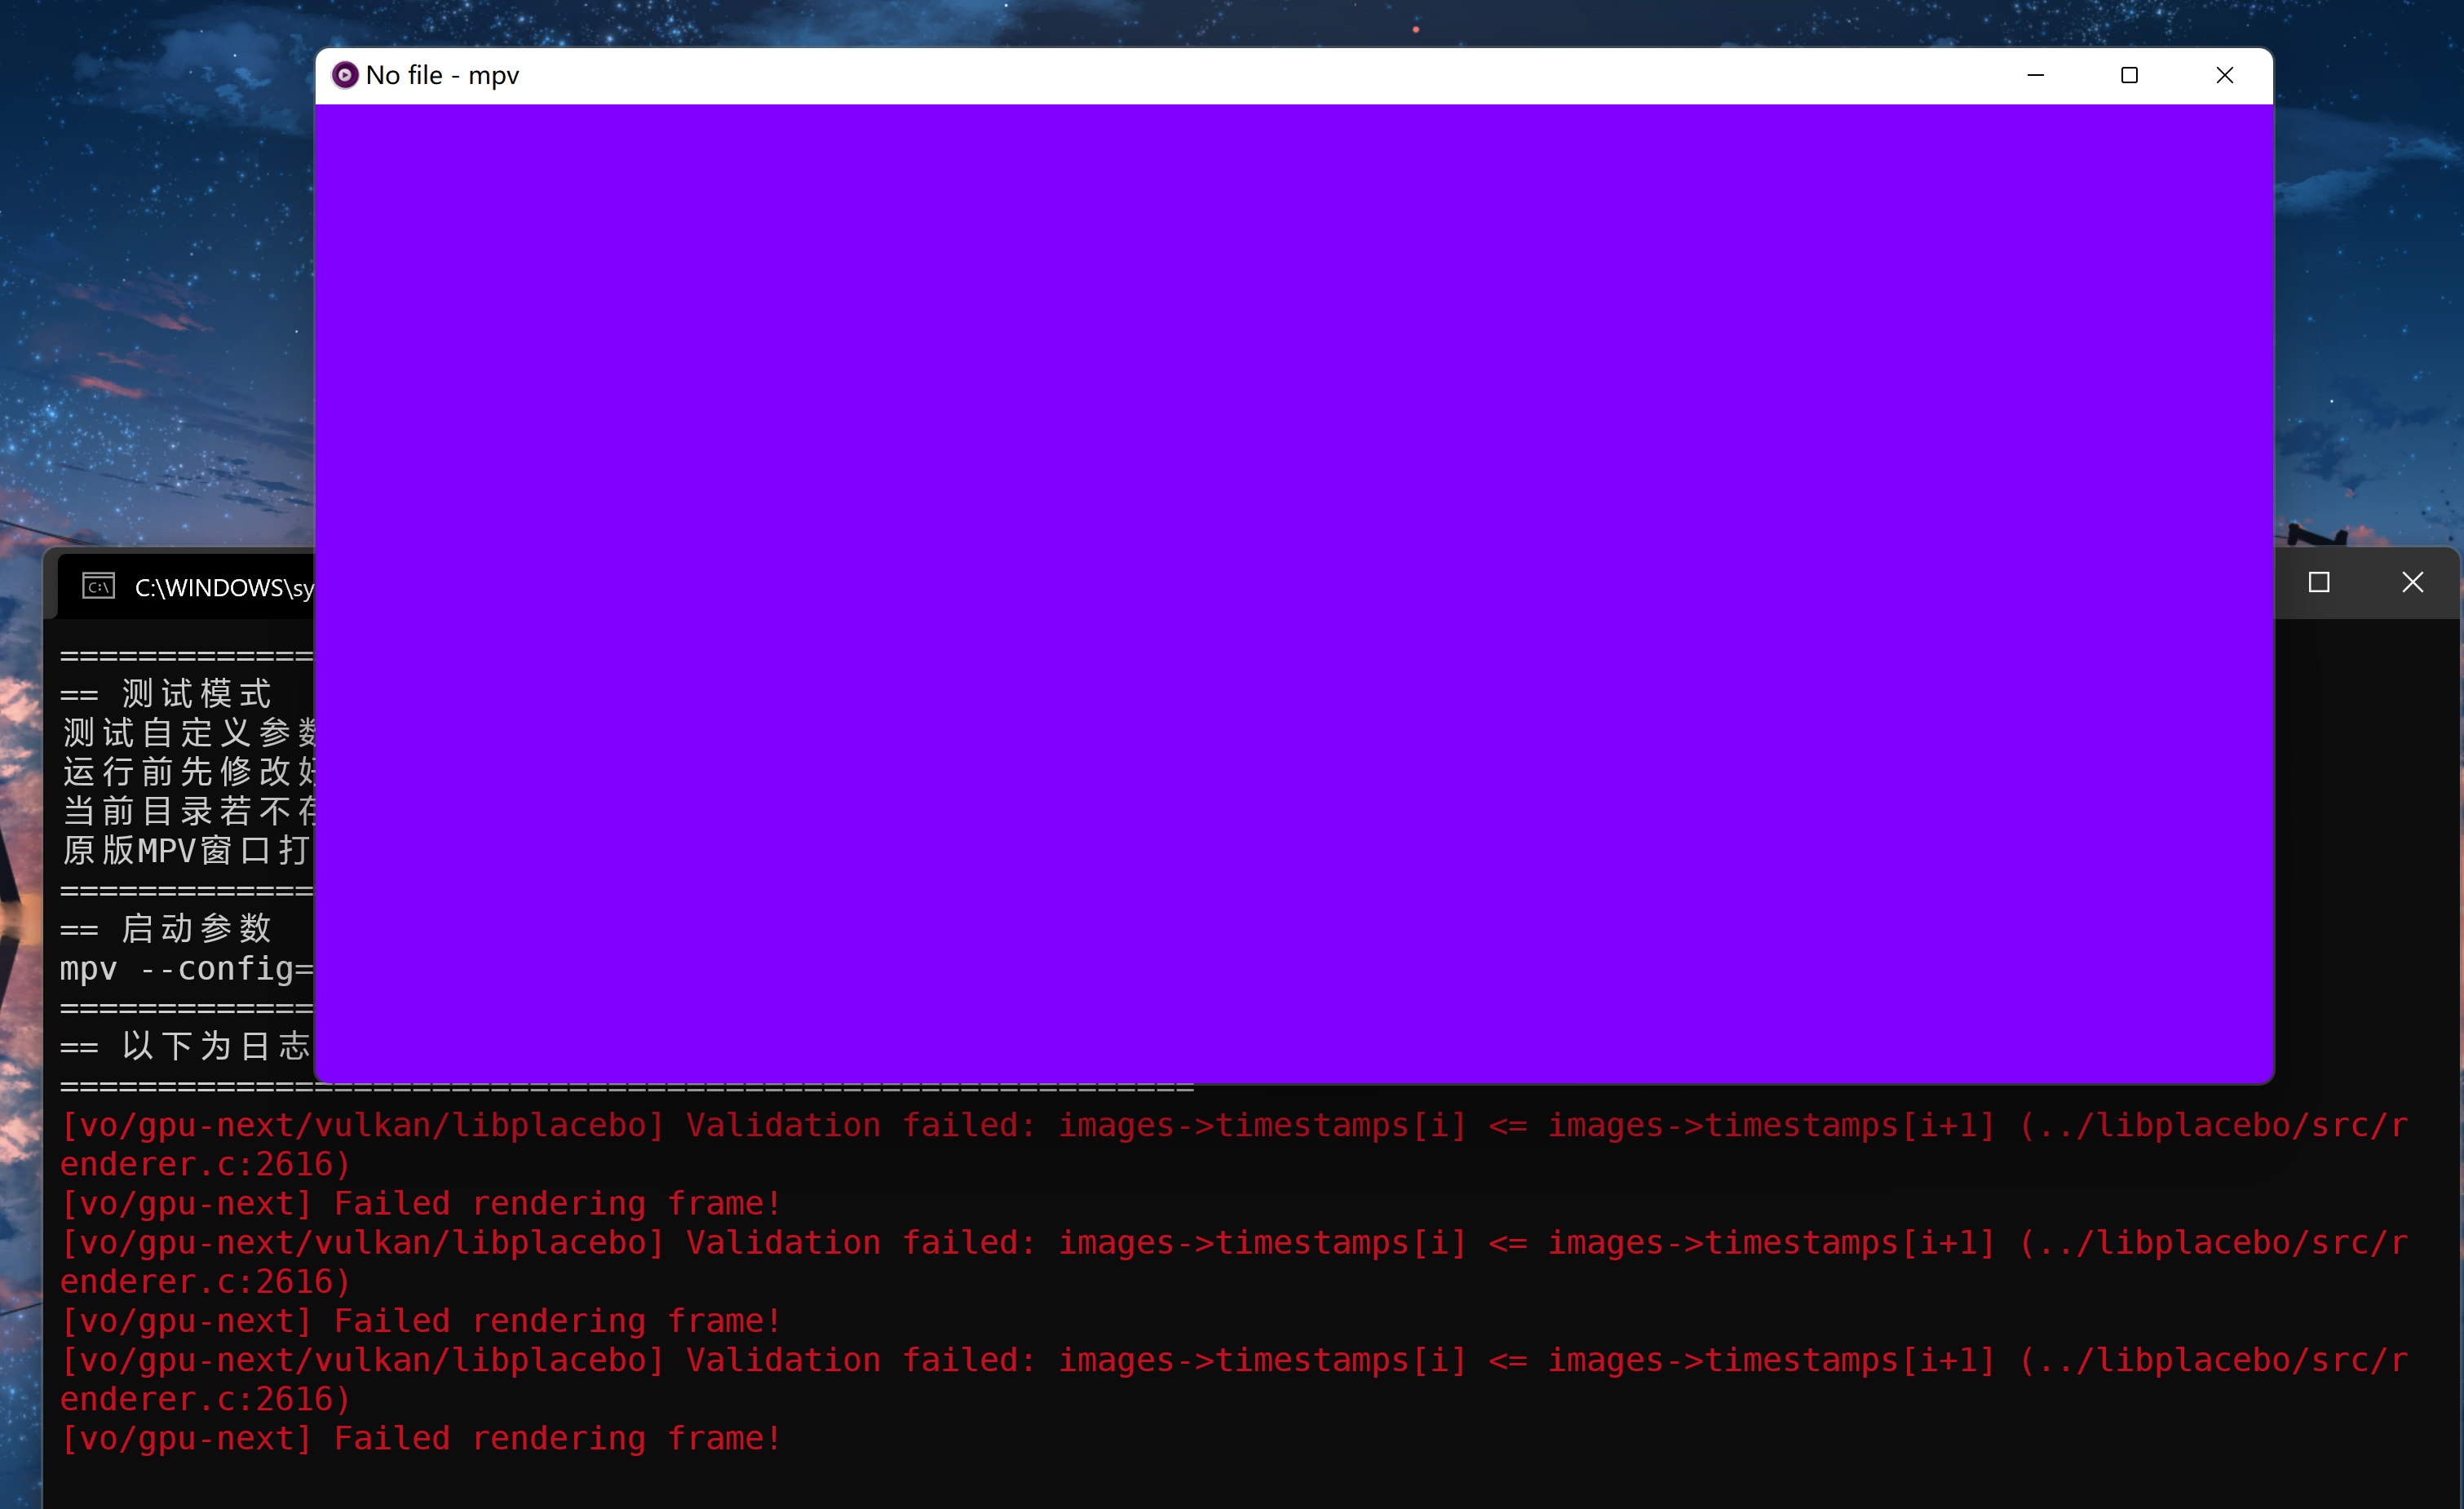 No file - mpv
C:\WINDOWS\sy
=============
== 测试模式
测试自定义参数
运行前先修改好
当前目录若不存
原版MPV窗口打
=============
== 启动参数
mpv --config=
=============
== 以下为日志
==========================================================
[vo/gpu-next/vulkan/libplacebo] Validation failed: images->timestamps[i] <= images->timestamps[i+1] (../libplacebo/src/r
enderer.c:2616)
[vo/gpu-next] Failed rendering frame!
[vo/gpu-next/vulkan/libplacebo] Validation failed: images->timestamps[i] <= images->timestamps[i+1] (../libplacebo/src/r
enderer.c:2616)
[vo/gpu-next] Failed rendering frame!
[vo/gpu-next/vulkan/libplacebo] Validation failed: images->timestamps[i] <= images->timestamps[i+1] (../libplacebo/src/r
enderer.c:2616)
[vo/gpu-next] Failed rendering frame!